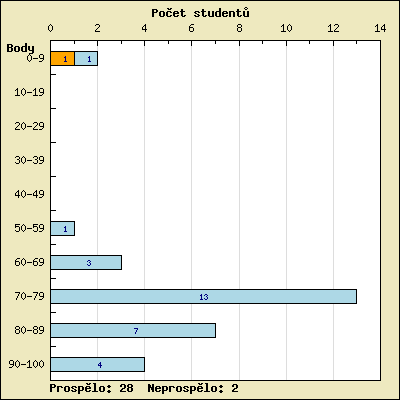 Počet studentů
0 2 4 6 8 10 12 14
Body
0-9 1 1
10-19
20-29
30-39
40-49
50-59 1
60-69 3
70-79 13
80-89 7
90-100 4
Prospělo: 28 Neprospělo: 2